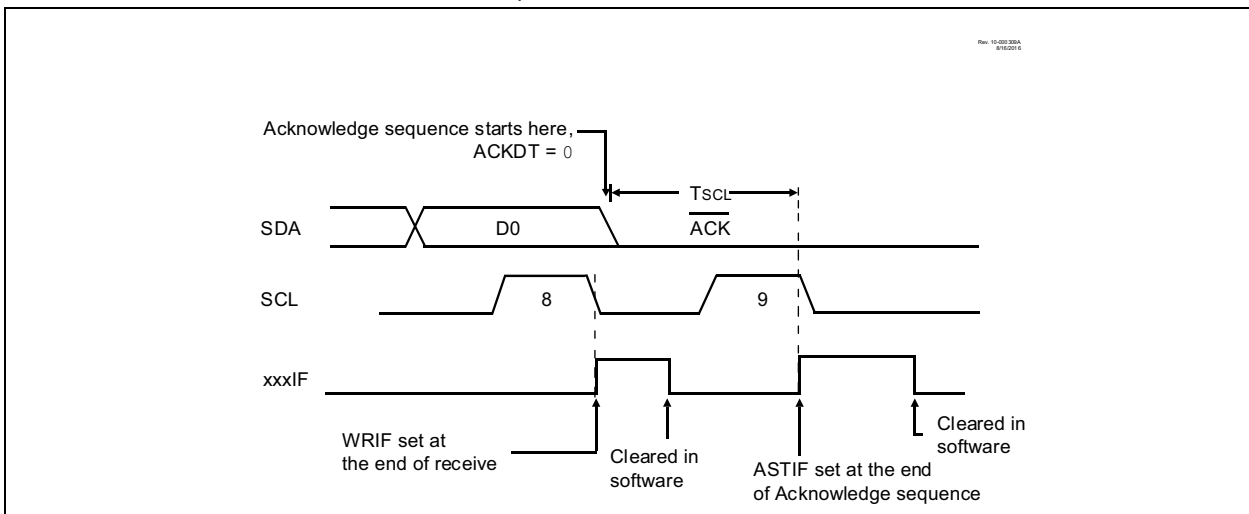 Rev. 10-000309A
8/16/2016
Acknowledge sequence starts here,
ACKDT = 0
TSCL
SDA
D0
ACK
SCL
8
9
xxxIF
WRIF set at
the end of receive
Cleared in
software
ASTIF set at the end
of Acknowledge sequence
Cleared in
software